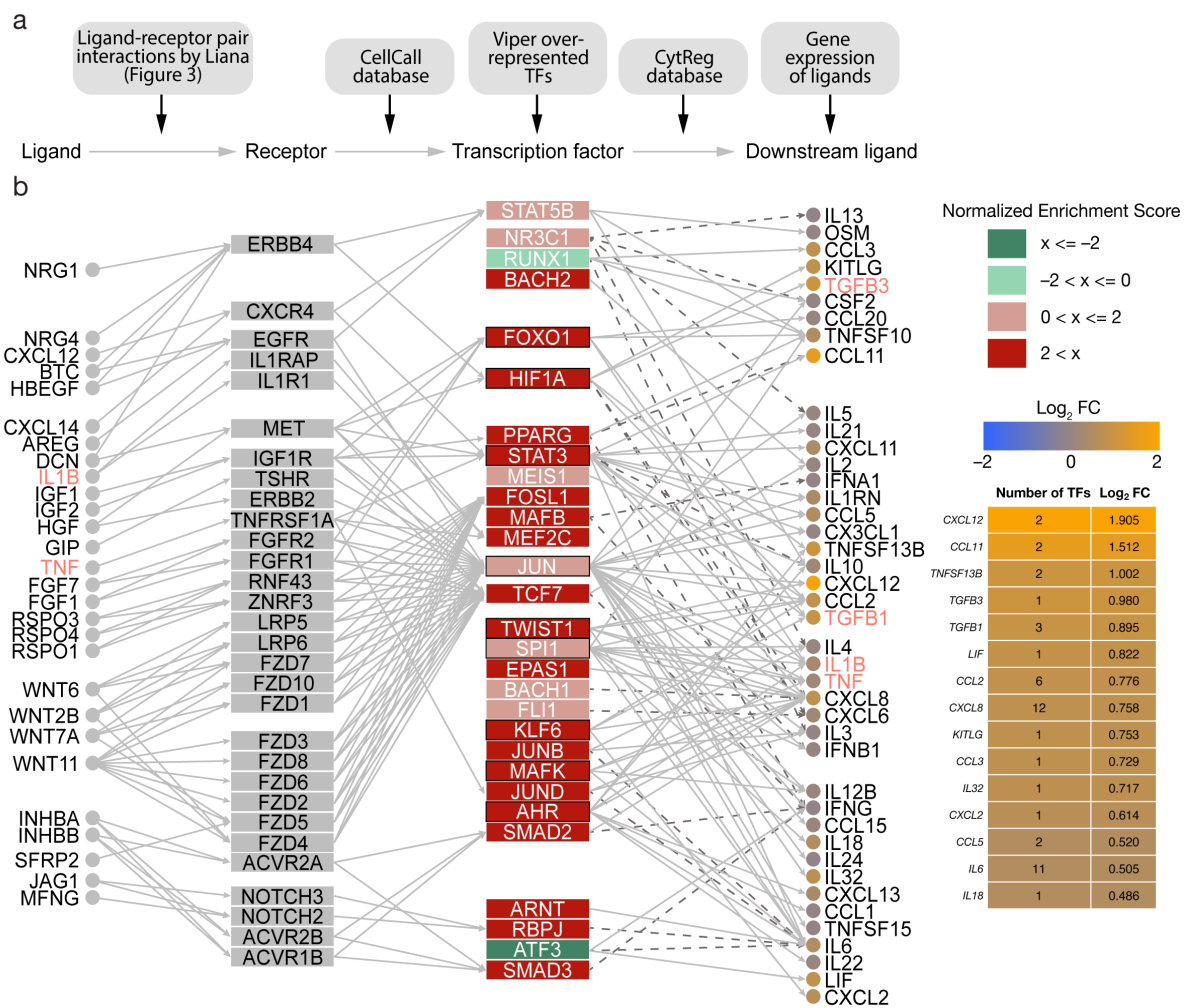 a
Ligand-receptor pair
interactions by Liana
(Figure 3)
CellCall
database
Viper over-
represented
TFs
CytReg
database
Gene
expression
of ligands
Ligand
Receptor
Transcription factor
Downstream ligand
b
NRG1
NRG4
CXCL12
BTC
HBEGF
CXCL14
AREG
DCN
IL1B
IGF1
IGF2
HGF
GIP
TNF
FGF7
FGF1
RSPO3
RSPO4
RSPO1
WNT6
WNT2B
WNT7A
WNT11
INHBA
INHBB
SFRP2
JAG1
MFNG
ERBB4
CXCR4
EGFR
IL1RAP
IL1R1
MET
IGF1R
TSHR
ERBB2
TNFRSF1A
FGFR2
FGFR1
RNF43
ZNRF3
LRP5
LRP6
FZD7
FZD10
FZD1
FZD3
FZD8
FZD6
FZD2
FZD5
FZD4
ACVR2A
NOTCH3
NOTCH2
ACVR2B
ACVR1B
STAT5B
NR3C1
RUNX1
BACH2
FOXO1
HIF1A
PPARG
STAT3
MEIS1
FOSL1
MAFB
MEF2C
JUN
TCF7
TWIST1
SPI1
EPAS1
BACH1
FLI1
KLF6
JUNB
MAFK
JUND
AHR
SMAD2
ARNT
RBPJ
ATF3
SMAD3
IL13
OSM
CCL3
KITLG
TGFB3
CSF2
CCL20
TNFSF10
CCL11
IL5
IL21
CXCL11
IL2
IFNA1
IL1RN
CCL5
CX3CL1
TNFSF13B
IL10
CXCL12
CCL2
TGFB1
IL4
IL1B
TNF
CXCL8
CXCL6
IL3
IFNB1
IL12B
IFNG
CCL15
IL18
IL24
IL32
CXCL13
CCL1
TNFSF15
IL6
IL22
LIF
CXCL2
Normalized Enrichment Score
x <= −2
−2 < x <= 0
0 < x <= 2
2 < x
Log2 FC
−2 0 2
Number of TFs Log2 FC
CXCL12 2 1.905
CCL11 2 1.512
TNFSF13B 2 1.002
TGFB3 1 0.980
TGFB1 3 0.895
LIF 1 0.822
CCL2 6 0.776
CXCL8 12 0.758
KITLG 1 0.753
CCL3 1 0.729
IL32 1 0.717
CXCL2 1 0.614
CCL5 2 0.520
IL6 11 0.505
IL18 1 0.486